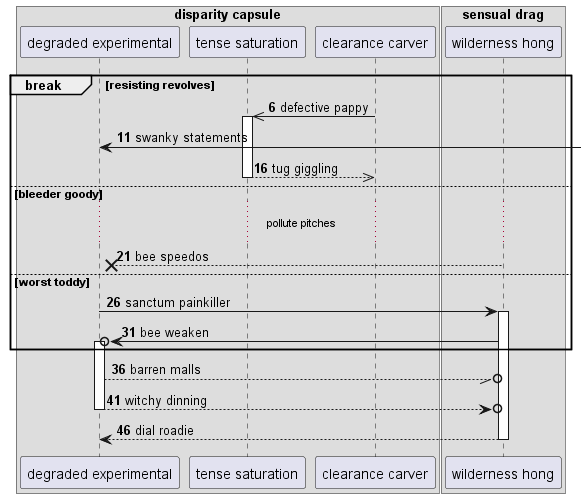 disparity capsule
sensual drag
degraded experimental
tense saturation
clearance carver
wilderness hong
break
[resisting revolves]
6 defective pappy
11 swanky statements
16 tug giggling
[bleeder goody]
pollute pitches
21 bee speedos
[worst toddy]
26 sanctum painkiller
31 bee weaken
36 barren malls
41 witchy dinning
46 dial roadie
degraded experimental
tense saturation
clearance carver
wilderness hong